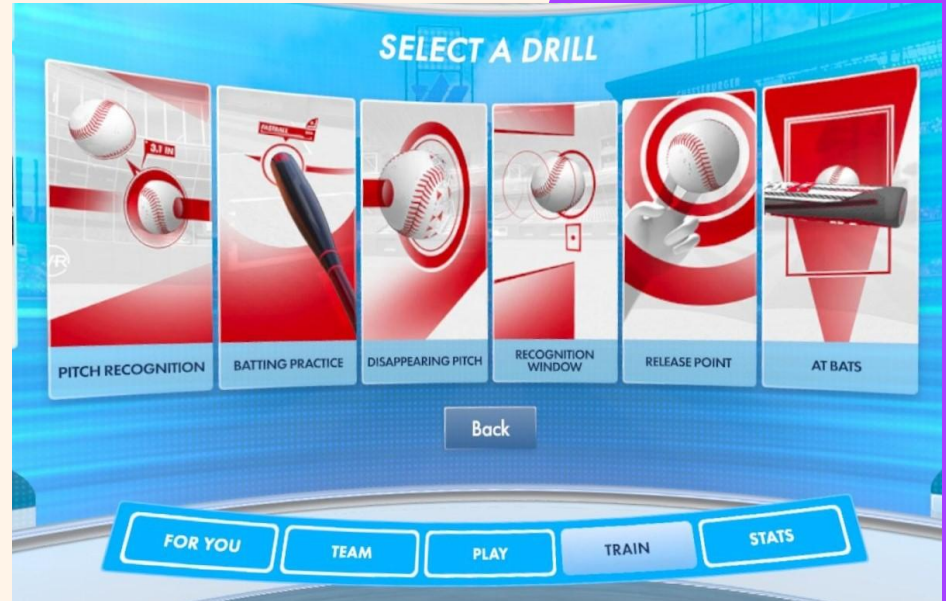 SELECT A DRILL
3.1 IN
FASTBALL
PITCH RECOGNITION
BATTING PRACTICE
DISAPPEARING PITCH
RECOGNITION
WINDOW
RELEASE POINT
AT BATS
Back
FOR YOU
TEAM
PLAY
TRAIN
STATS